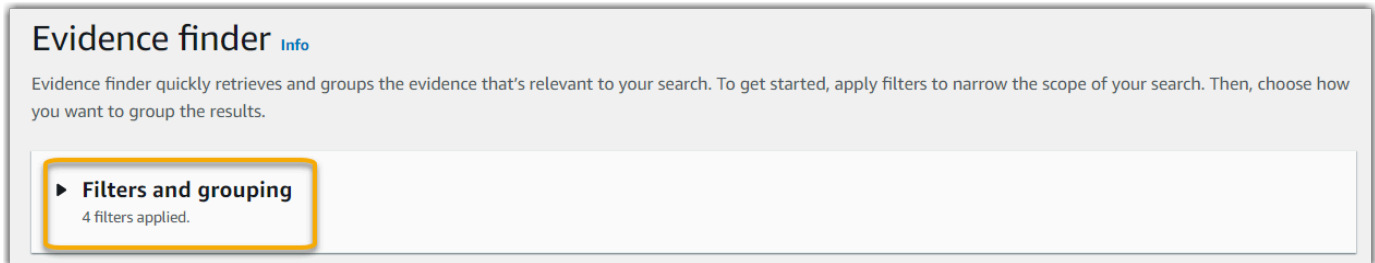 Evidence finder Info
Evidence finder quickly retrieves and groups the evidence that's relevant to your search. To get started, apply filters to narrow the scope of your search. Then, choose how
you want to group the results.
Filters and grouping
4 filters applied.